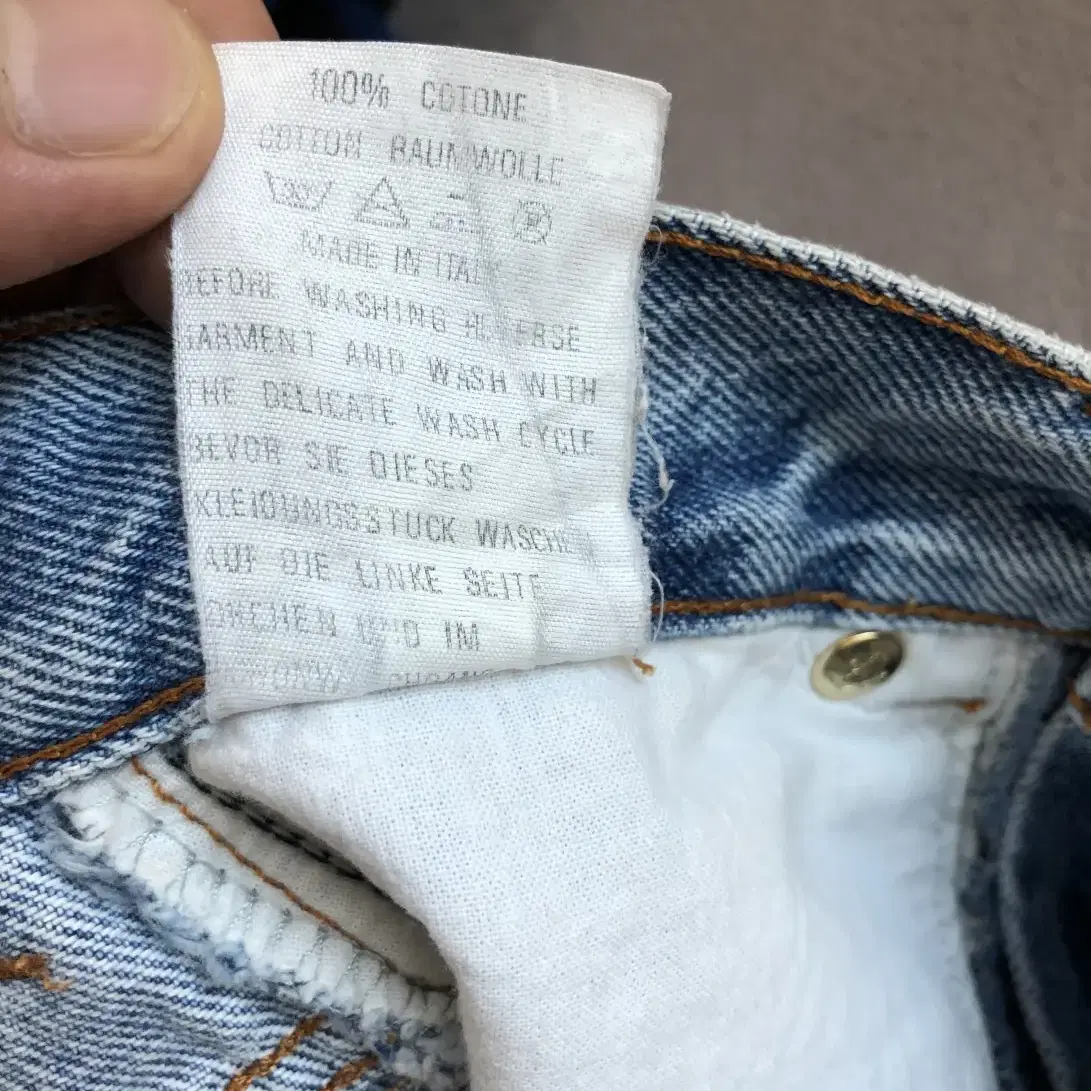 100% COTONE
COTTON BAUMWOLLE
MADE IN ITALY
BEFORE WASHING REVERSE
GARMENT AND WASH WITH
THE DELICATE WASH CYCLE
BEVOR SIE DIESES
KLEIDUNGSSTUCK WASCHEN
AUF DIE LINKE SEITE
DREHEN UND IM